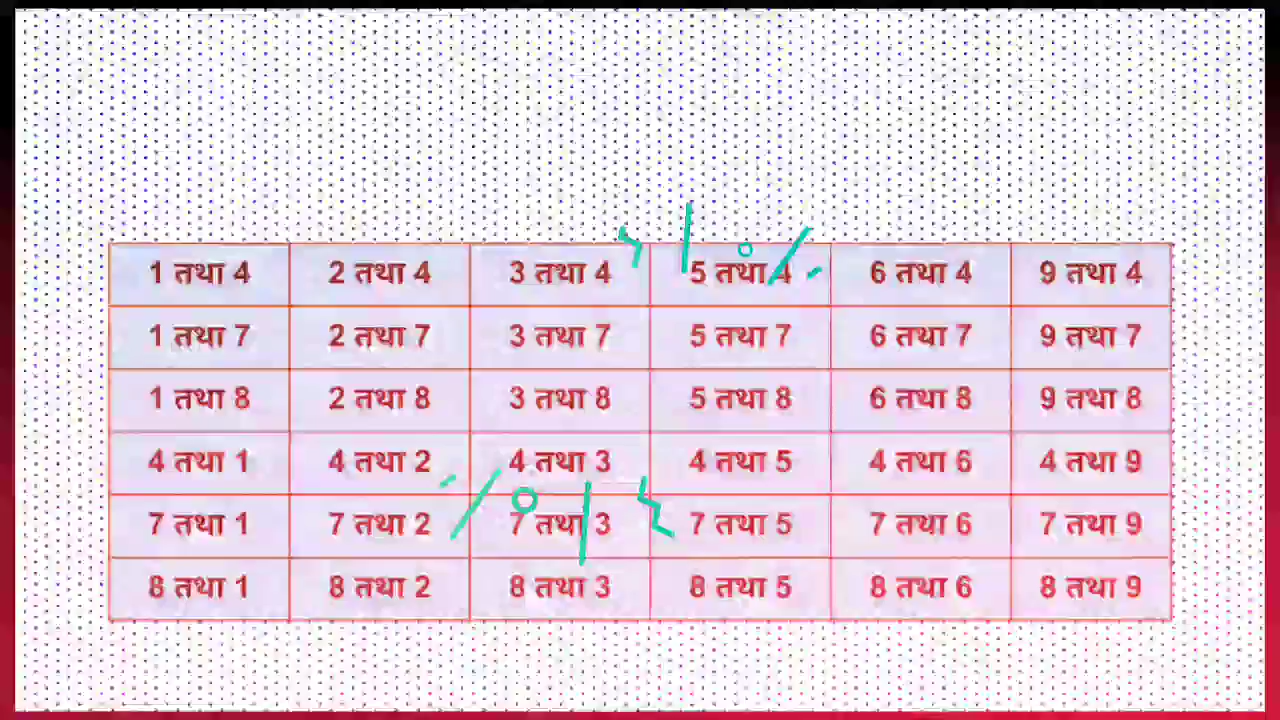 1 तथा 4 2 तथा 4 3 तथा 4 5 तथा 4 6 तथा 4 9 तथा 4
1 तथा 7 2 तथा 7 3 तथा 7 5 तथा 7 6 तथा 7 9 तथा 7
1 तथा 8 2 तथा 8 3 तथा 8 5 तथा 8 6 तथा 8 9 तथा 8
4 तथा 1 4 तथा 2 4 तथा 3 4 तथा 5 4 तथा 6 4 तथा 9
7 तथा 1 7 तथा 2 7 तथा 3 7 तथा 5 7 तथा 6 7 तथा 9
8 तथा 1 8 तथा 2 8 तथा 3 8 तथा 5 8 तथा 6 8 तथा 9